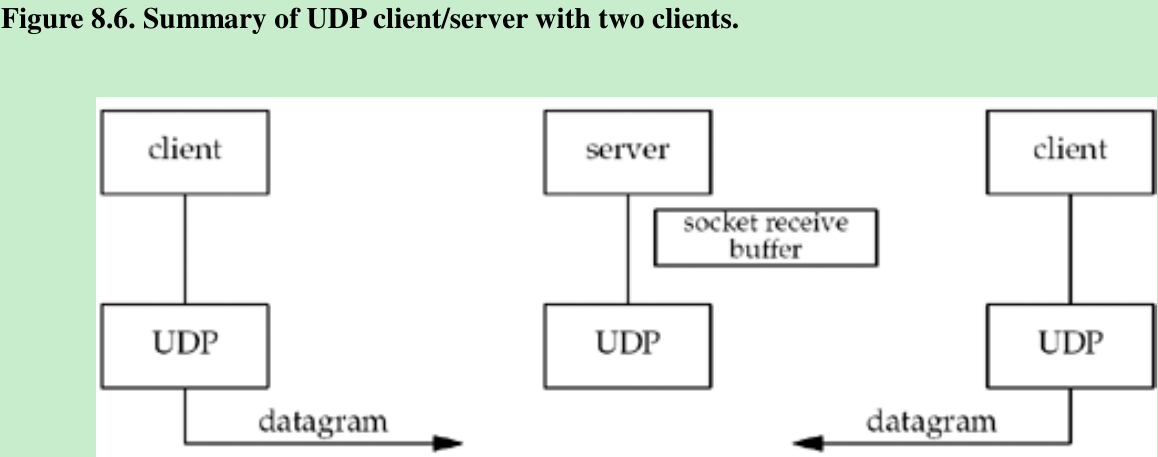 Figure 8.6. Summary of UDP client/server with two clients.
client
server
client
socket receive
buffer
UDP
UDP
UDP
datagram
datagram